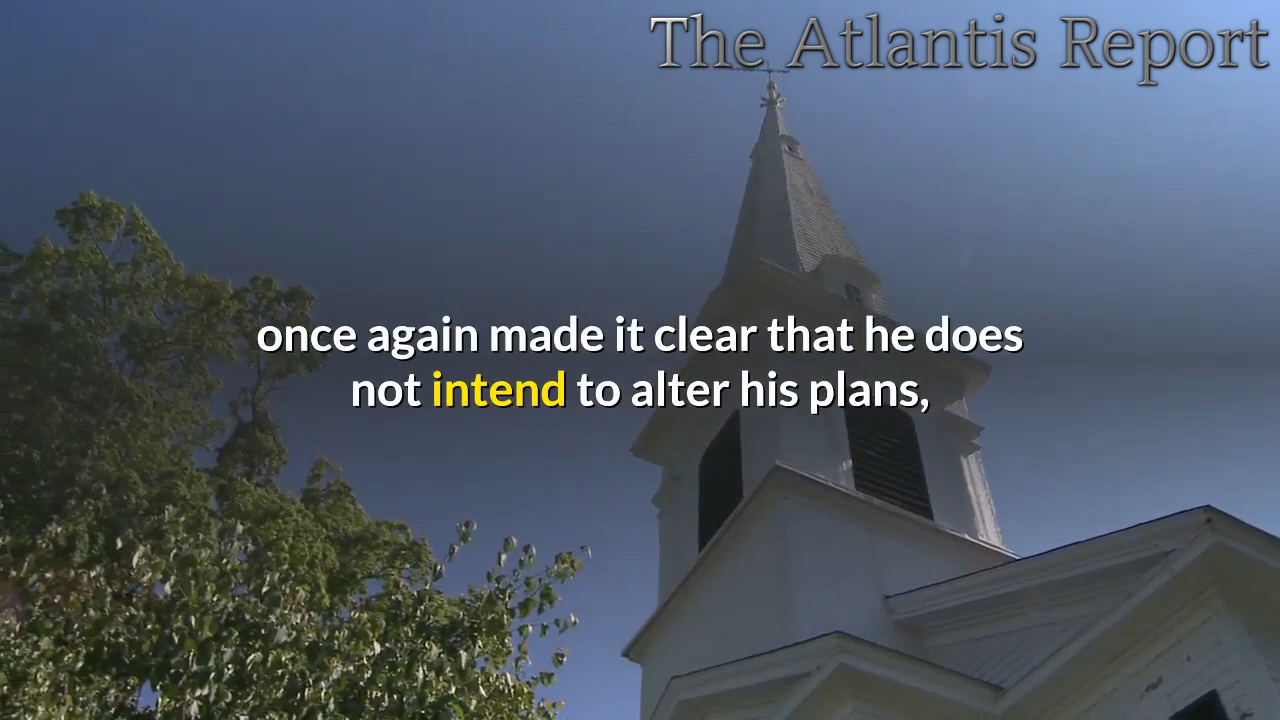 The Atlantis Report
once again made it clear that he does
not intend to alter his plans,